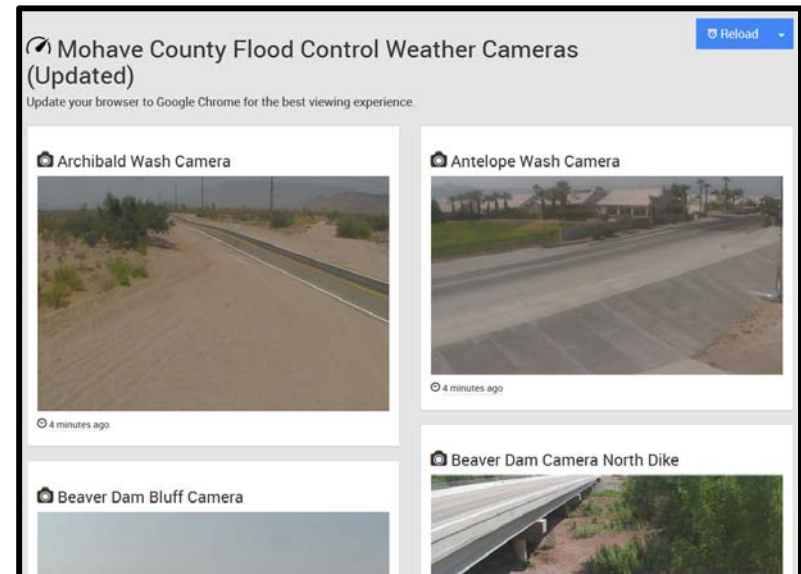 Mohave County Flood Control Weather Cameras
(Updated)
Reload
Update your browser to Google Chrome for the best viewing experience.
Archibald Wash Camera
4 minutes ago
Antelope Wash Camera
4 minutes ago
Beaver Dam Bluff Camera
Beaver Dam Camera North Dike